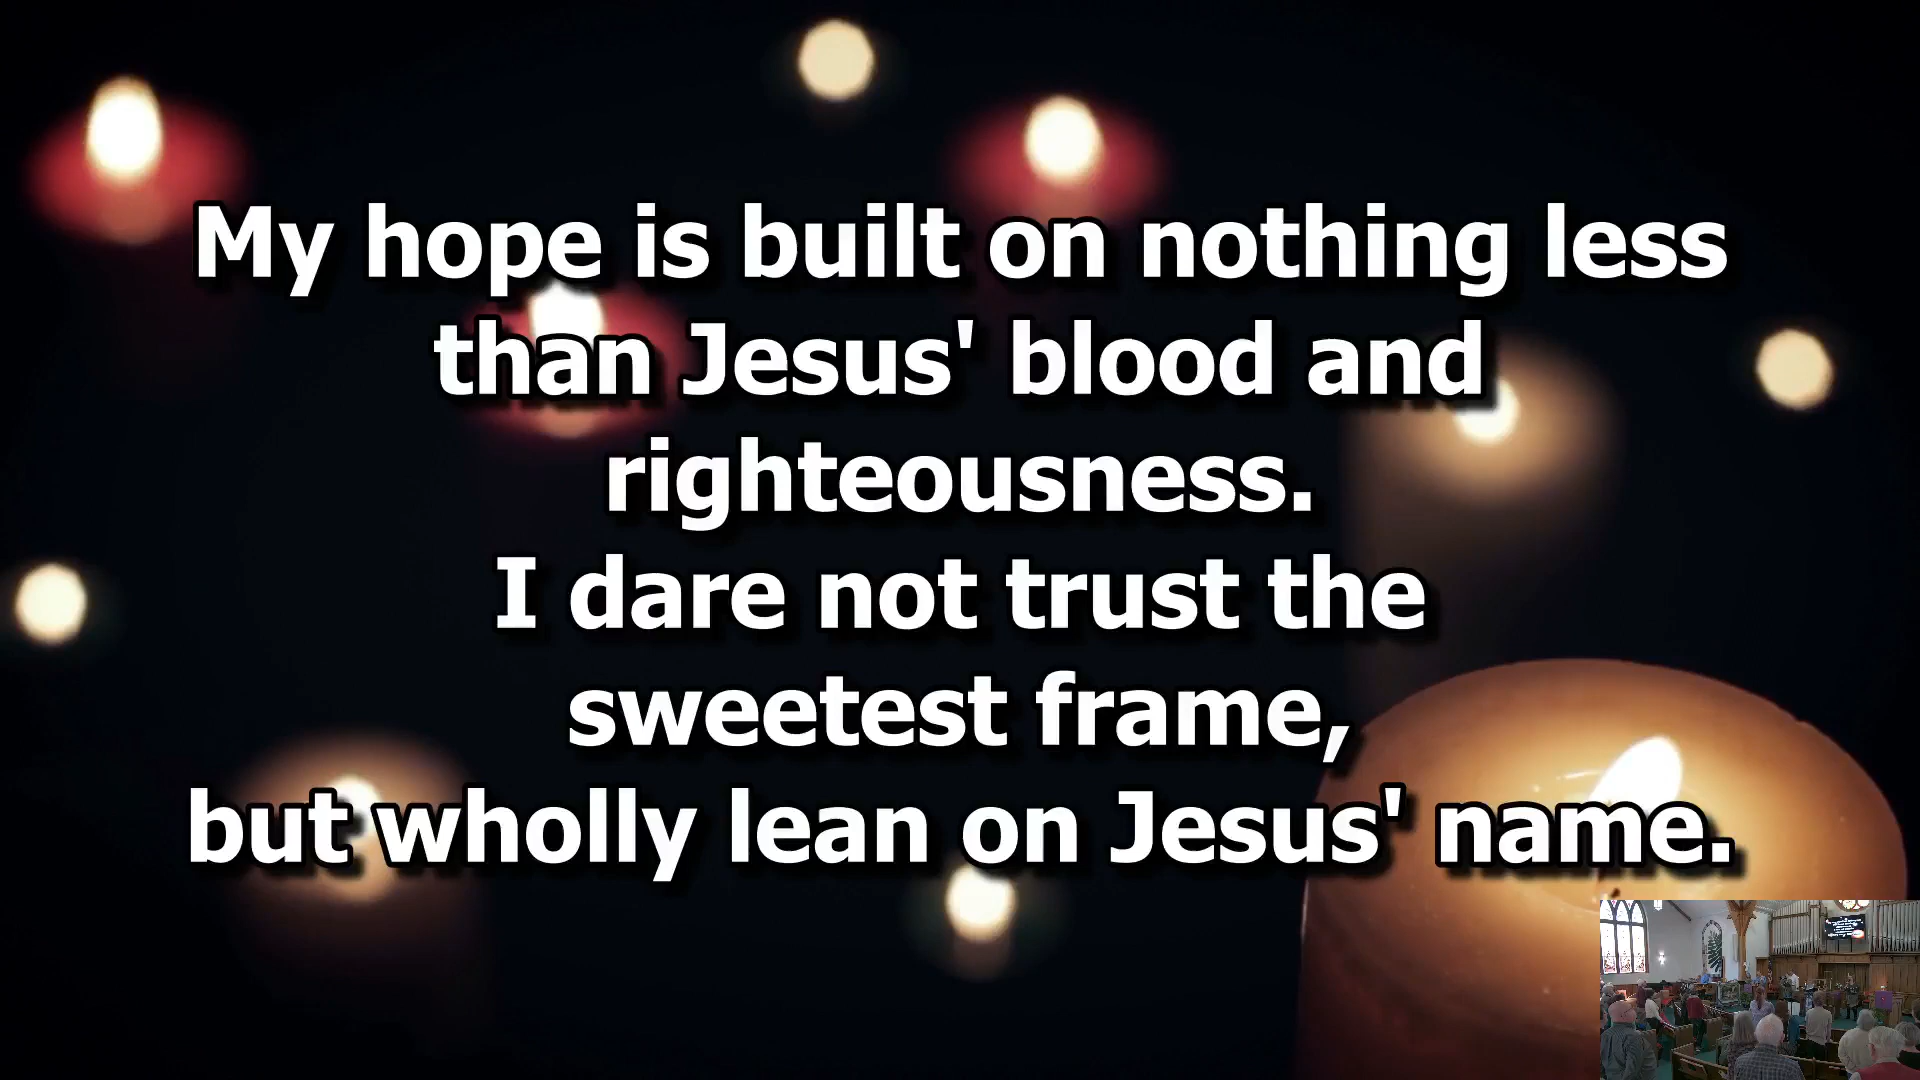 My hope is built on nothing less
than Jesus' blood and
righteousness.
I dare not trust the
sweetest frame,
but wholly lean on Jesus' name.